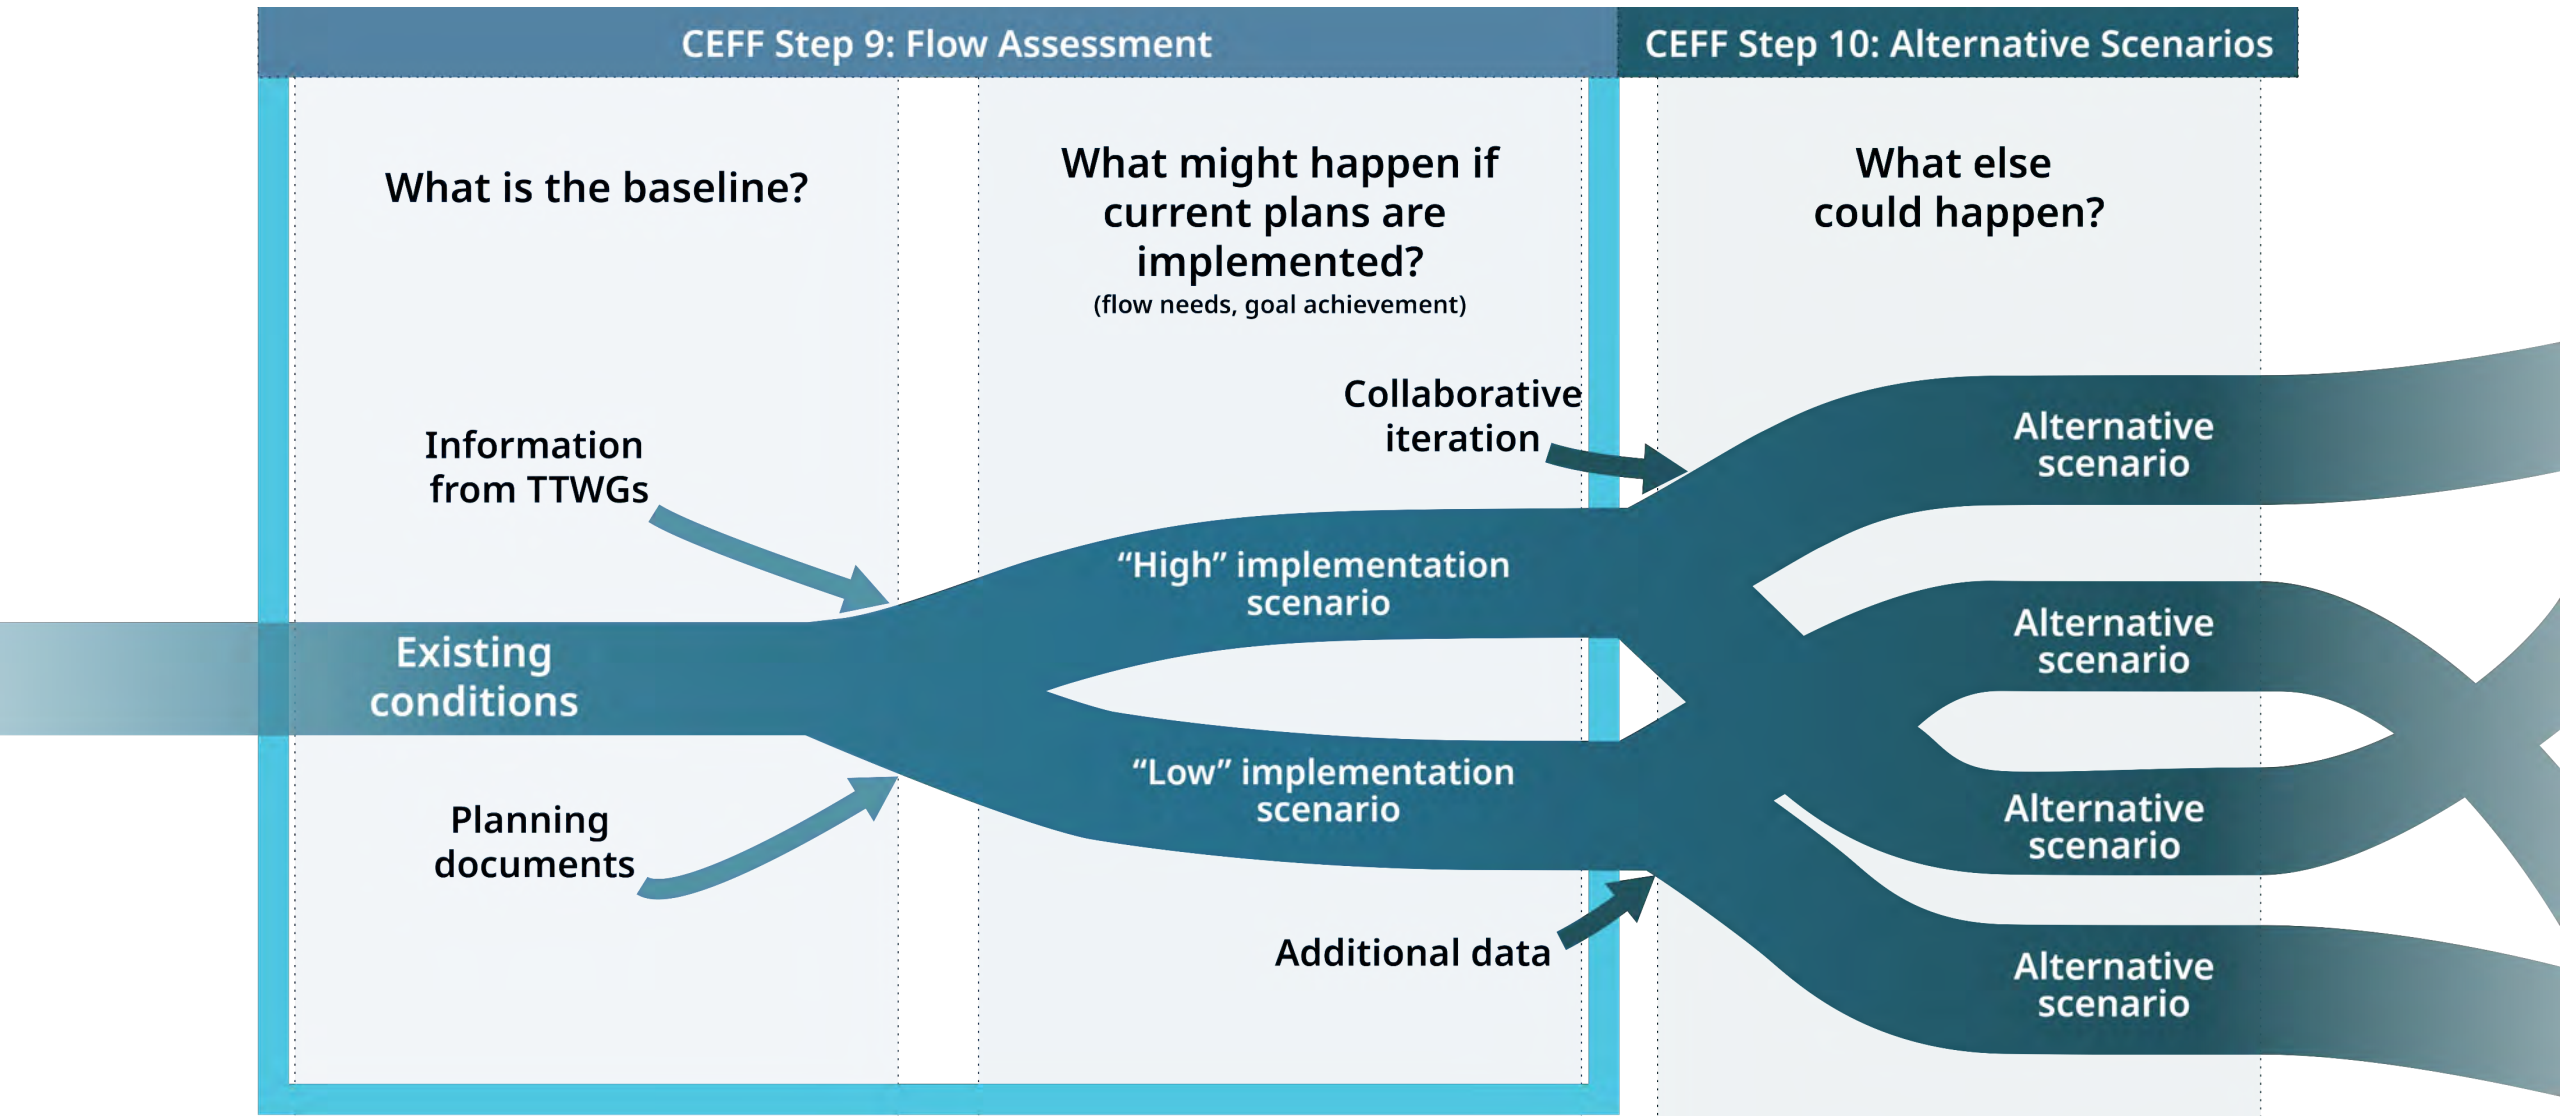 CEFF Step 9: Flow Assessment
CEFF Step 10: Alternative Scenarios
What is the baseline?
What might happen if
current plans are
implemented?
(flow needs, goal achievement)
What else
could happen?
Information
from TTWGs
Collaborative
iteration
Existing
conditions
“High” implementation
scenario
“Low” implementation
scenario
Planning
documents
Additional data
Alternative
scenario
Alternative
scenario
Alternative
scenario
Alternative
scenario